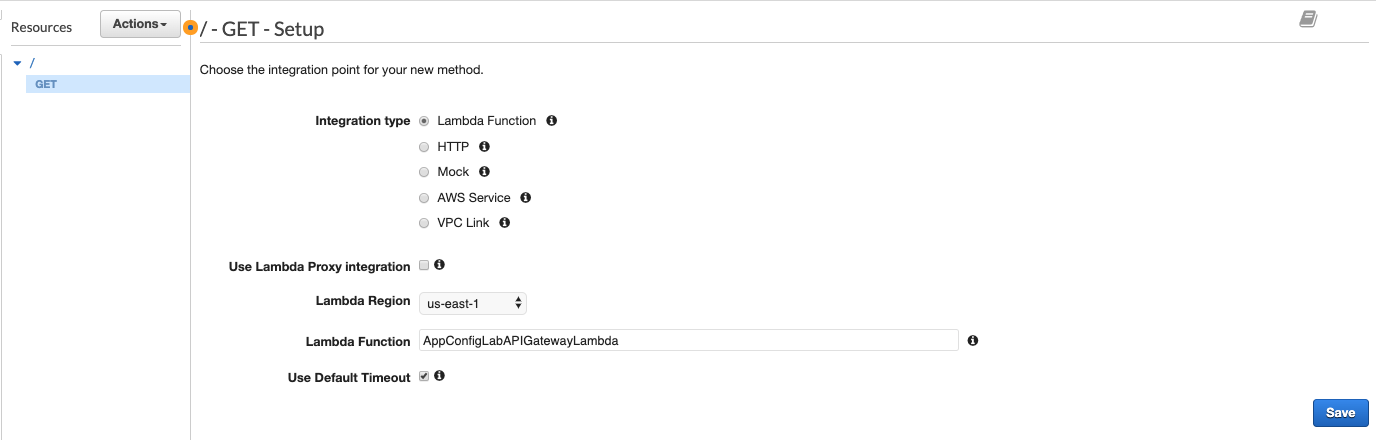 Resources
Actions
/ - GET - Setup
/
GET
Choose the integration point for your new method.
Integration type
Lambda Function
HTTP
Mock
AWS Service
VPC Link
Use Lambda Proxy integration
Lambda Region
us-east-1
Lambda Function
AppConfigLabAPIGatewayLambda
Use Default Timeout
Save